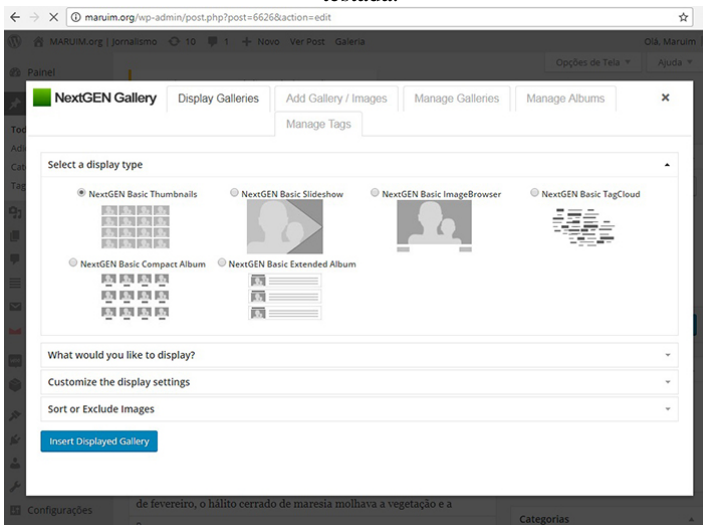 maruim.org/wp-admin/post.php?post=6626&action=edit
MARUIM.org | Jornalismo 10 1 + Novo Ver Post Galeria Olá, Maruim
Opções de Tela Ajuda
Painel
NextGEN Gallery Display Galleries Add Gallery / Images Manage Galleries Manage Albums ×
Manage Tags
Tod
Adi
Cat
Tag
Select a display type
NextGEN Basic Thumbnails NextGEN Basic Slideshow NextGEN Basic ImageBrowser NextGEN Basic TagCloud
NextGEN Basic Compact Album NextGEN Basic Extended Album
What would you like to display?
Customize the display settings
Sort or Exclude Images
Insert Displayed Gallery
Configurações
de fevereiro, o hálito cerrado de maresia molhava a vegetação e a
Categorias